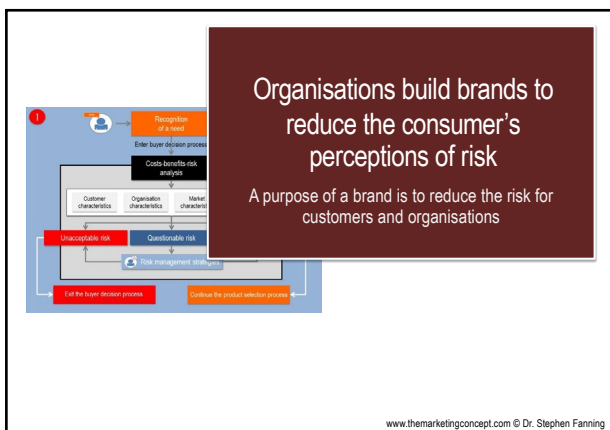 Organisations build brands to
reduce the consumer's
perceptions of risk
A purpose of a brand is to reduce the risk for
customers and organisations
1
Recognition
of a need
Enter buyer decision process
Costs-benefits-risk
analysis
Customer
characteristics
Organisation
characteristics
Market
Unacceptable risk
Questionable risk
Risk management strategies
Exit the buyer decision process
Continue the product selection process
www.themarketingconcept.com © Dr. Stephen Fanning